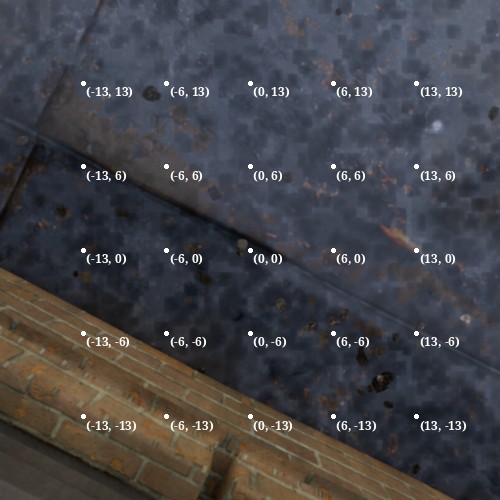 (-13, 13) (-6, 13) (0, 13) (6, 13) (13, 13)
(-13, 6) (-6, 6) (0, 6) (6, 6) (13, 6)
(-13, 0) (-6, 0) (0, 0) (6, 0) (13, 0)
(-13, -6) (-6, -6) (0, -6) (6, -6) (13, -6)
(-13, -13) (-6, -13) (0, -13) (6, -13) (13, -13)